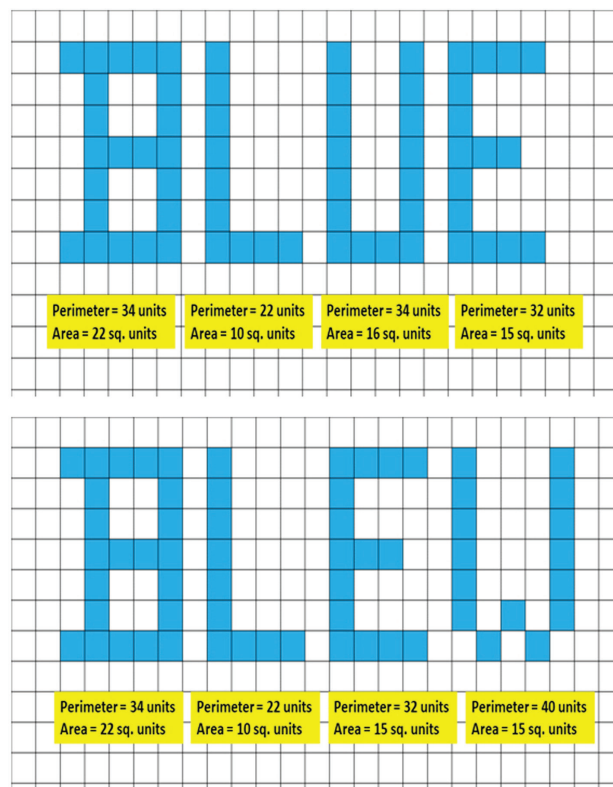 BLUE
Perimeter = 34 units
Area = 22 sq. units
Perimeter = 22 units
Area = 10 sq. units
Perimeter = 34 units
Area = 16 sq. units
Perimeter = 32 units
Area = 15 sq. units
BLEW
Perimeter = 34 units
Area = 22 sq. units
Perimeter = 22 units
Area = 10 sq. units
Perimeter = 32 units
Area = 15 sq. units
Perimeter = 40 units
Area = 15 sq. units